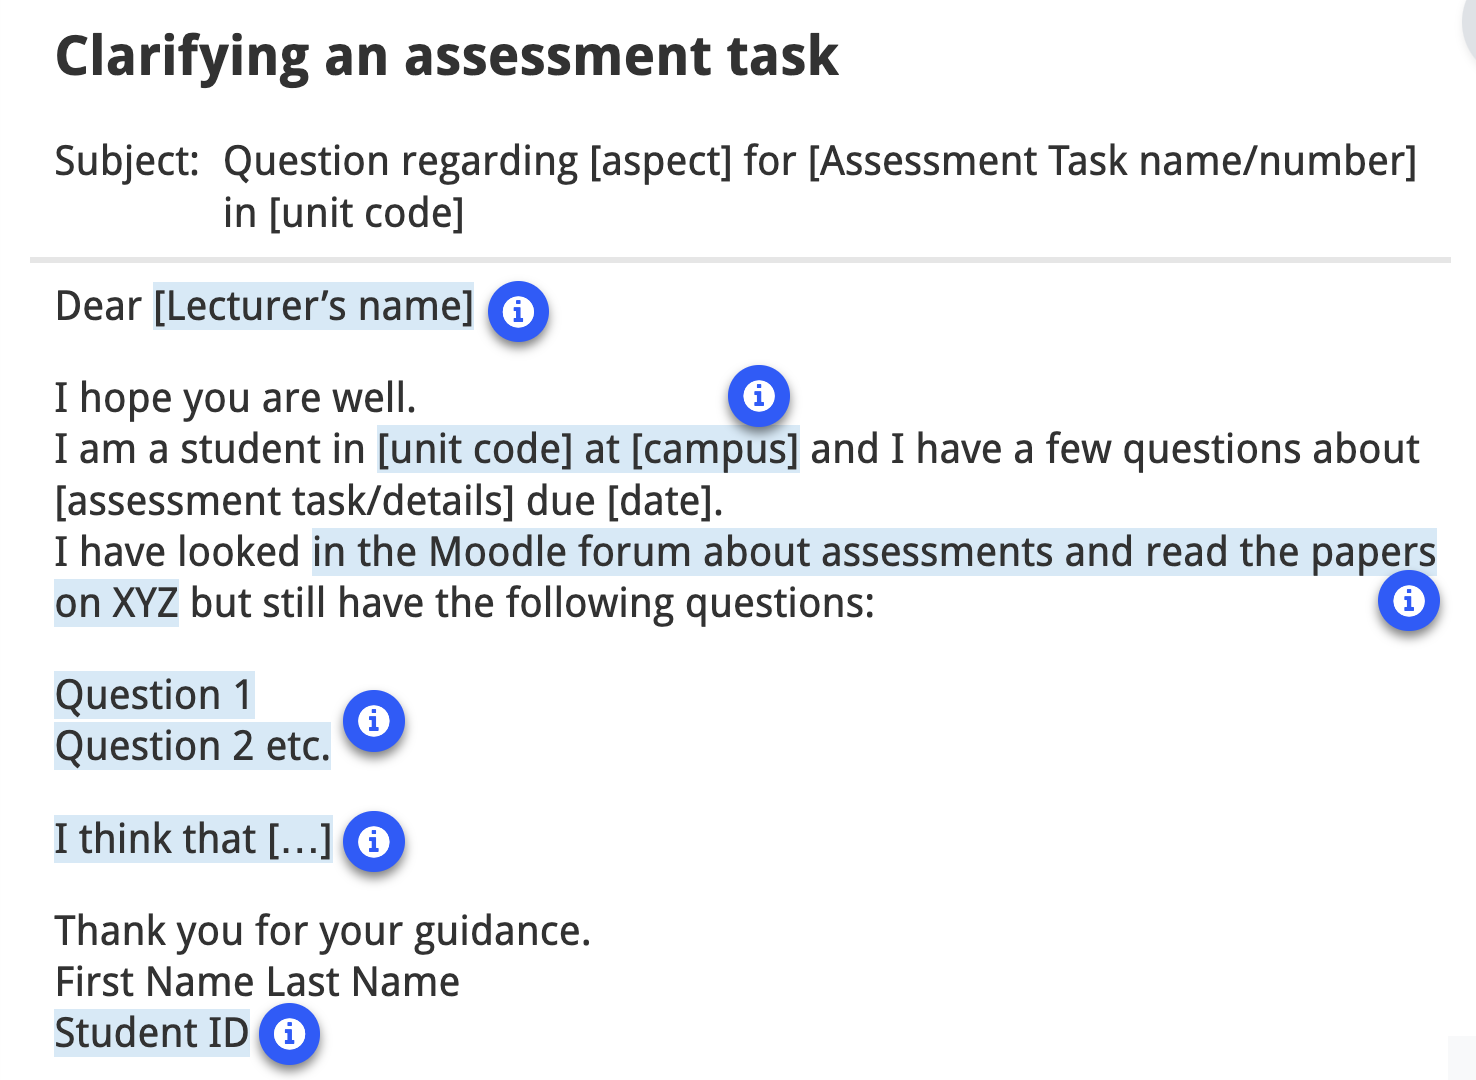 Clarifying an assessment task
Subject: Question regarding [aspect] for [Assessment Task name/number]
in [unit code]
Dear [Lecturer’s name]
I hope you are well.
I am a student in [unit code] at [campus] and I have a few questions about
[assessment task/details] due [date].
I have looked in the Moodle forum about assessments and read the papers
on XYZ but still have the following questions:
Question 1
Question 2 etc.
I think that […]
Thank you for your guidance.
First Name Last Name
Student ID